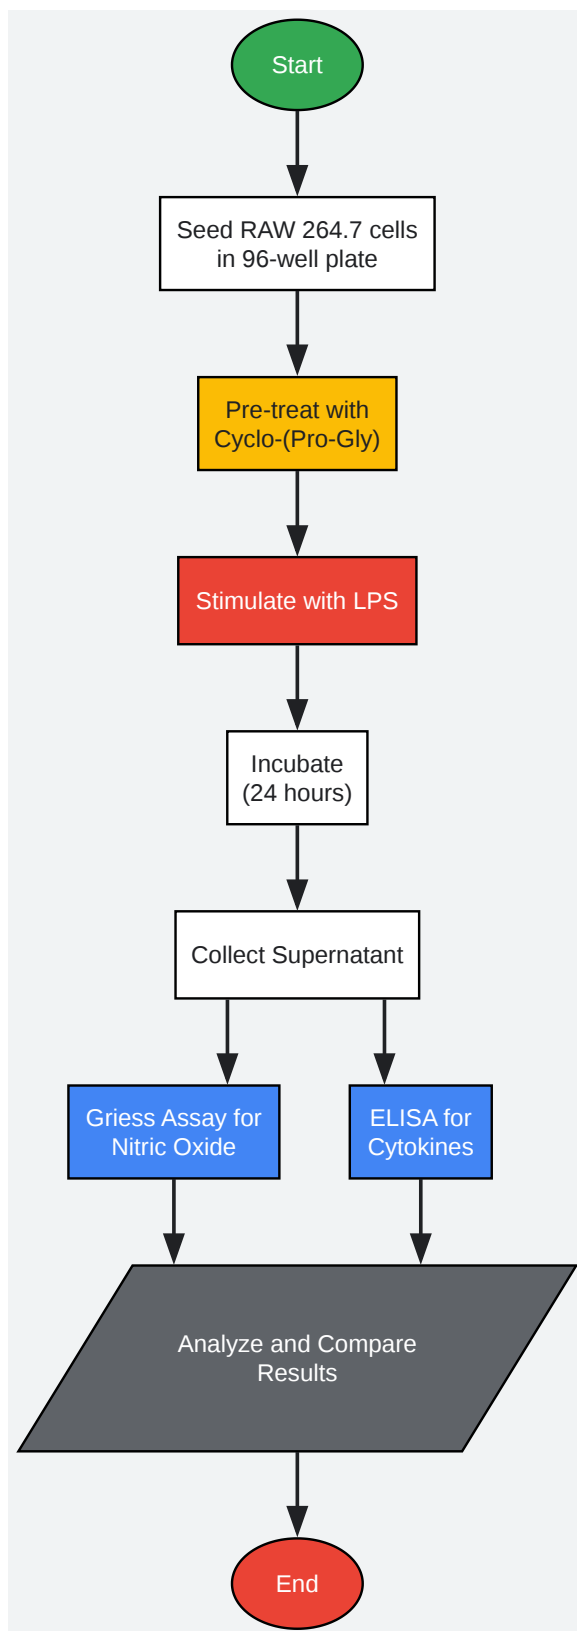 Start
Seed RAW 264.7 cells
in 96-well plate
Pre-treat with
Cyclo-(Pro-Gly)
Stimulate with LPS
Incubate
(24 hours)
Collect Supernatant
Griess Assay for
Nitric Oxide
ELISA for
Cytokines
Analyze and Compare
Results
End